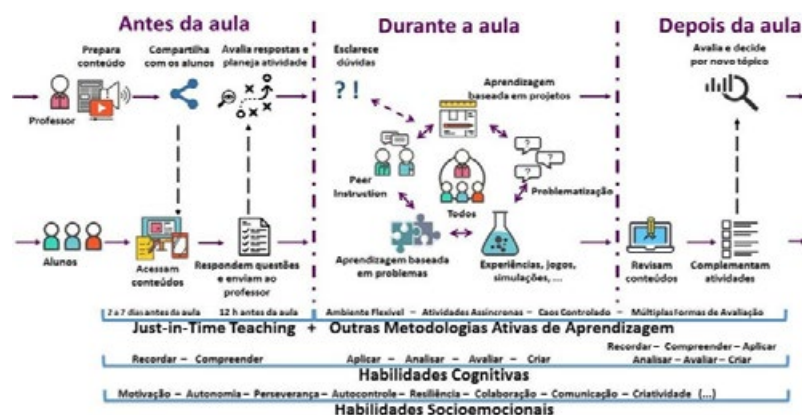 Antes da aula
Durante a aula
Depois da aula
Prepara
conteúdo
Compartilha
com os alunos
Avalia respostas e
planeja atividade
Professor
Alunos
Acessam
conteúdos
Respondem questões
e enviam ao
professor
Esclarece
dúvidas
? !
Aprendizagem
baseada em projetos
Peer
Instruction
Todos
?
?
Problematização
Aprendizagem baseada
em problemas
Experiências, jogos,
simulações, ...
Avalia e decide
por novo tópico
Revisam
conteúdos
Complementam
atividades
2 a 7 dias antes da aula
12 h antes da aula
Ambiente Flexível – Atividades Assíncronas – Caos Controlado – Múltiplas Formas de Avaliação
Just-in-Time Teaching + Outras Metodologias Ativas de Aprendizagem
Recordar – Compreender
Aplicar – Analisar – Avaliar – Criar
Recordar – Compreender – Aplicar
Analisar – Avaliar – Criar
Habilidades Cognitivas
Motivação – Autonomia – Perseverança – Autocontrole – Resiliência – Colaboração – Comunicação – Criatividade (...)
Habilidades Socioemocionais